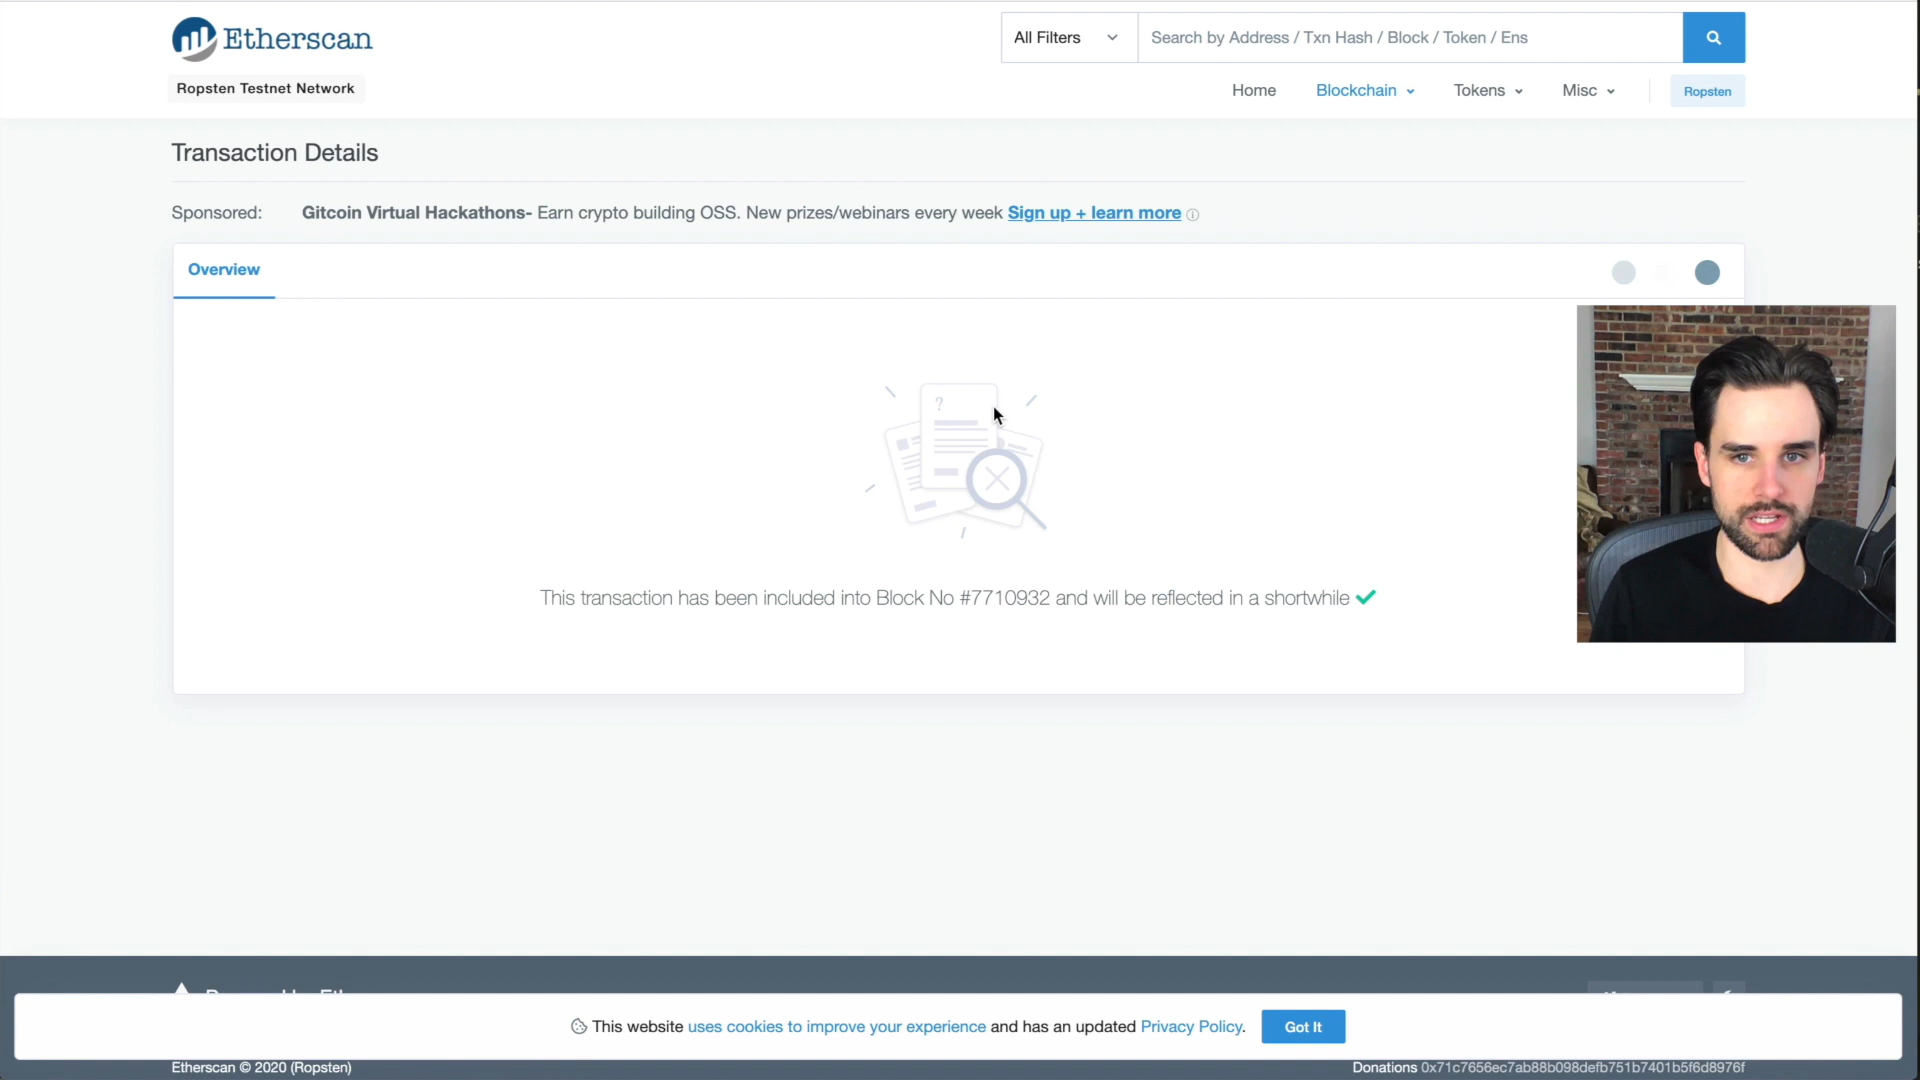 Etherscan
All Filters
Search by Address / Txn Hash / Block / Token / Ens
Ropsten Testnet Network
Home
Blockchain
Tokens
Misc
Ropsten
Transaction Details
Sponsored: Gitcoin Virtual Hackathons- Earn crypto building OSS. New prizes/webinars every week Sign up + learn more
Overview
?
This transaction has been included into Block No #7710932 and will be reflected in a shortwhile
This website uses cookies to improve your experience and has an updated Privacy Policy.
Got It
Etherscan © 2020 (Ropsten)
Donations 0x71c7656ec7ab88b098defb751b7401b5f6d8976f